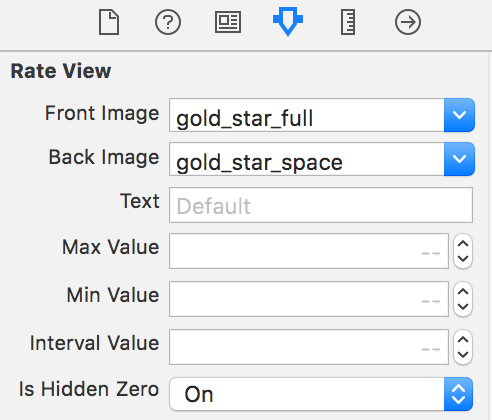 Rate View
Front Image gold_star_full
Back Image gold_star_space
Text Default
Max Value --
Min Value --
Interval Value --
Is Hidden Zero On